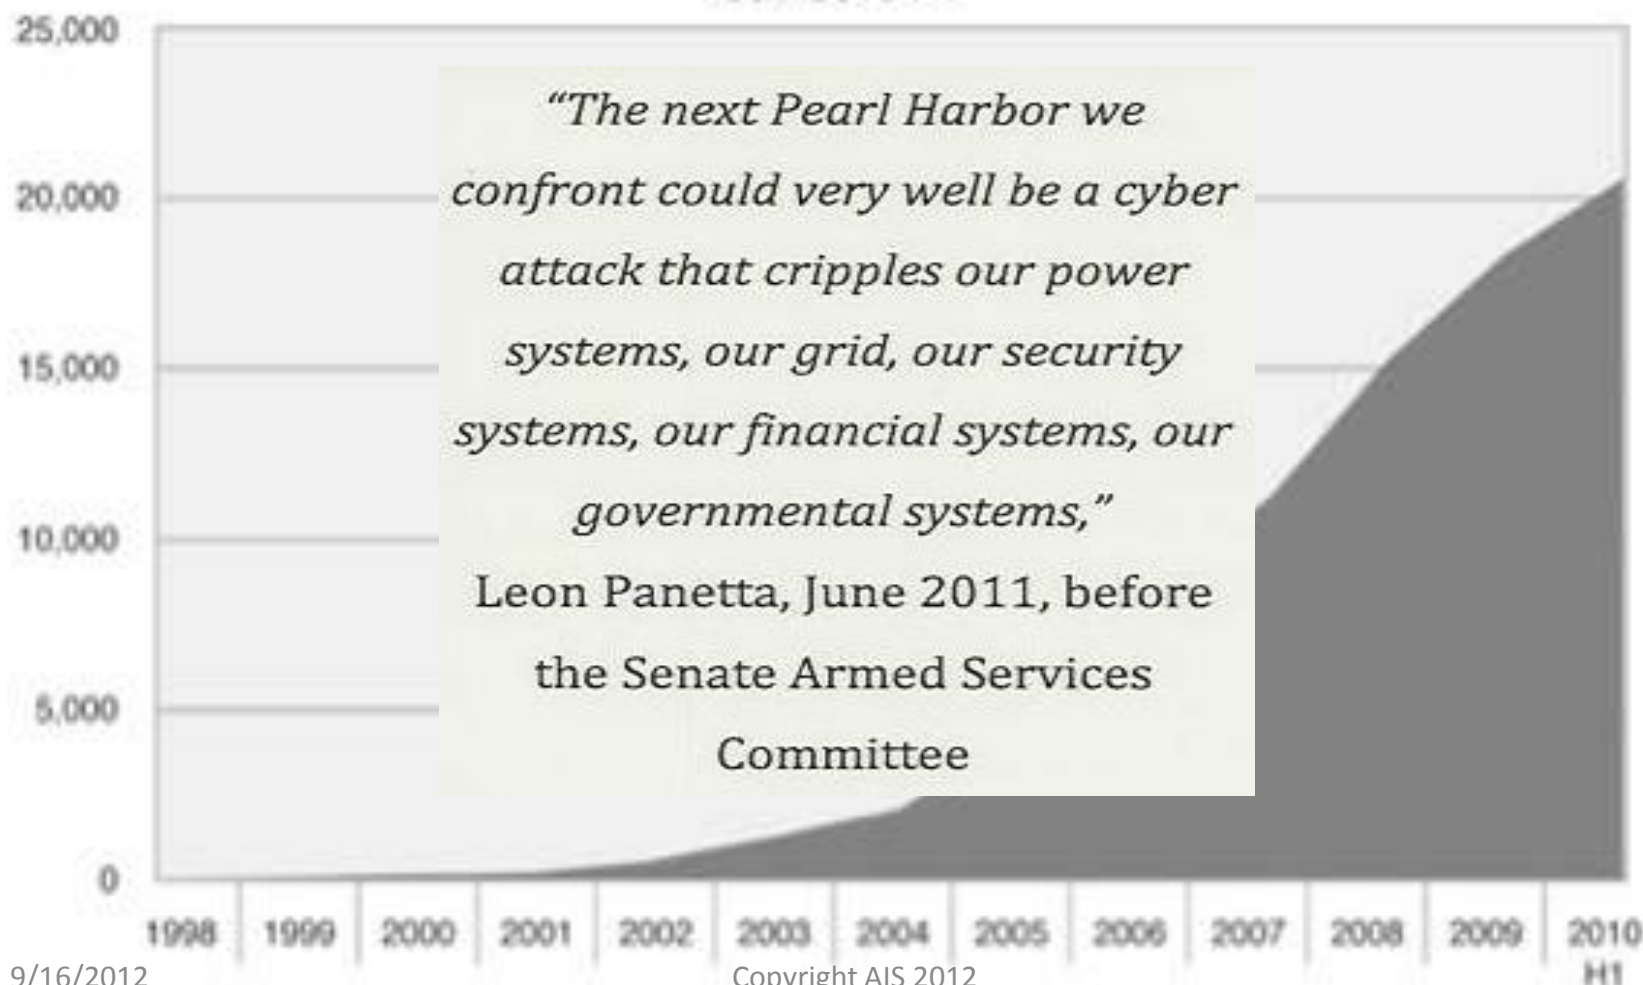 25,000
20,000
15,000
10,000
5,000
0
“The next Pearl Harbor we
confront could very well be a cyber
attack that cripples our power
systems, our grid, our security
systems, our financial systems, our
governmental systems,”
Leon Panetta, June 2011, before
the Senate Armed Services
Committee
1998 1999 2000 2001 2002 2003 2004 2005 2006 2007 2008 2009 2010
H1
9/16/2012 Copyright AIS 2012